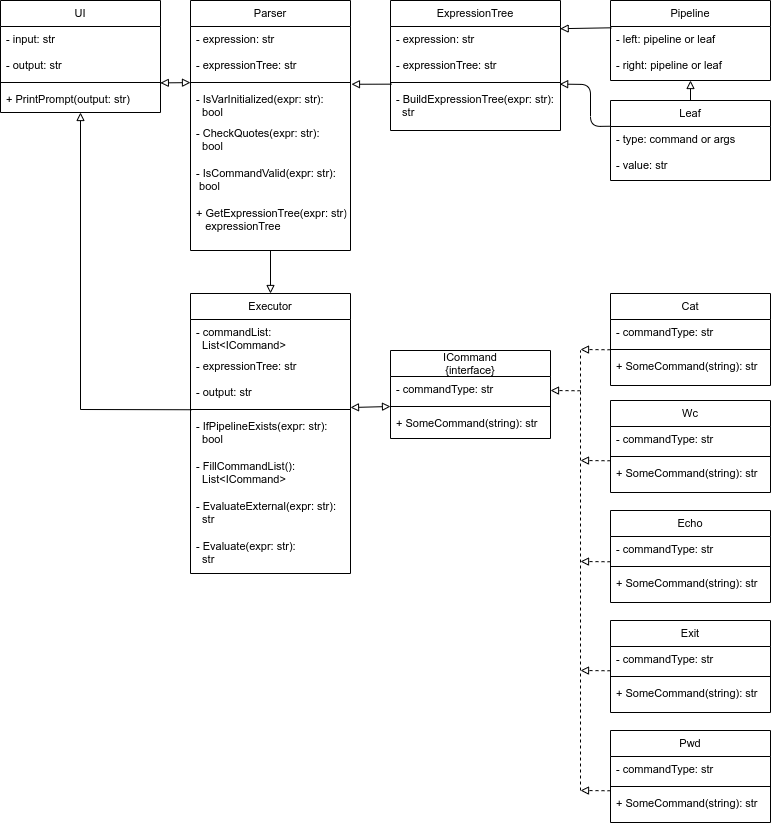 UI
- input: str
- output: str
+ PrintPrompt(output: str)
Parser
- expression: str
- expressionTree: str
- IsVarInitialized(expr: str):
bool
- CheckQuotes(expr: str):
bool
- IsCommandValid(expr: str):
bool
+ GetExpressionTree(expr: str)
expressionTree
ExpressionTree
- expression: str
- expressionTree: str
- BuildExpressionTree(expr: str):
str
Pipeline
- left: pipeline or leaf
- right: pipeline or leaf
Leaf
- type: command or args
- value: str
Executor
- commandList:
List<ICommand>
- expressionTree: str
- output: str
- IfPipelineExists(expr: str):
bool
- FillCommandList():
List<ICommand>
- EvaluateExternal(expr: str):
str
- Evaluate(expr: str):
str
ICommand
{interface}
- commandType: str
+ SomeCommand(string): str
Cat
- commandType: str
+ SomeCommand(string): str
Wc
- commandType: str
+ SomeCommand(string): str
Echo
- commandType: str
+ SomeCommand(string): str
Exit
- commandType: str
+ SomeCommand(string): str
Pwd
- commandType: str
+ SomeCommand(string): str